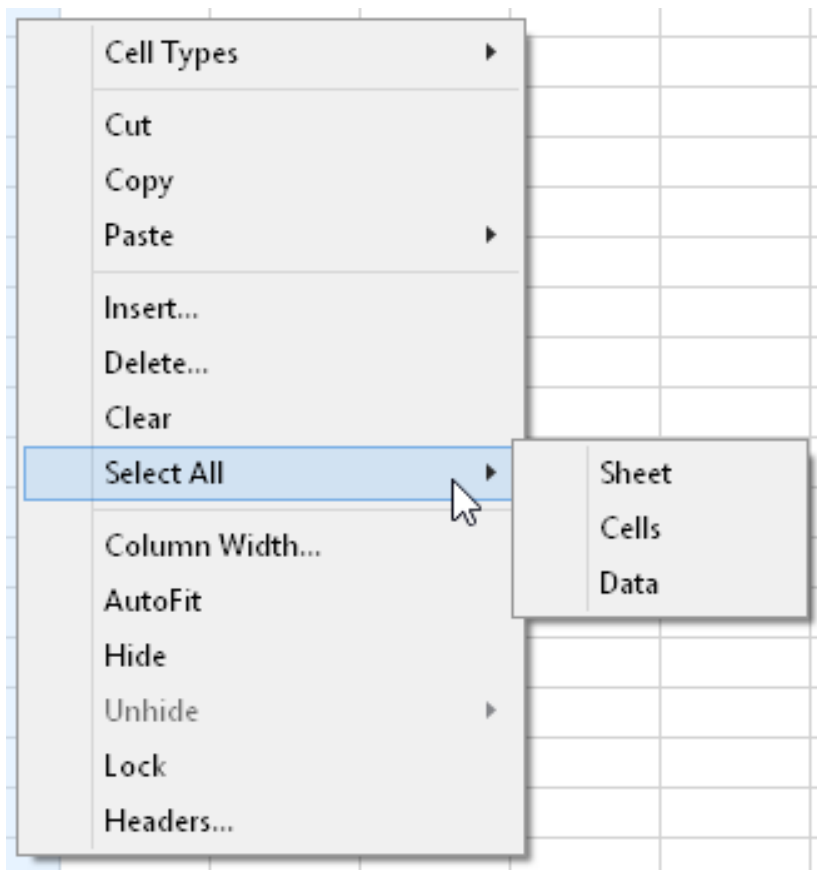 Cell Types
Cut
Copy
Paste
Insert...
Delete...
Clear
Select All
Sheet
Cells
Data
Column Width...
AutoFit
Hide
Unhide
Lock
Headers...